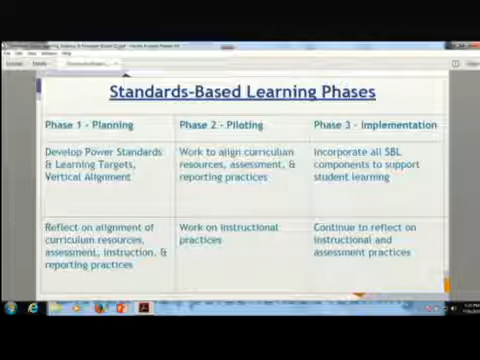 Standards-Based Learning Phases
Phase 1 - Planning
Phase 2 - Piloting
Phase 3 - Implementation
Develop Power Standards
& Learning Targets,
Vertical Alignment
Work to align curriculum
resources, assessment, &
reporting practices
Incorporate all SBL
components to support
student learning
Reflect on alignment of
curriculum resources,
assessment, instruction, &
reporting practices
Work on instructional
practices
Continue to reflect on
instructional and
assessment practices